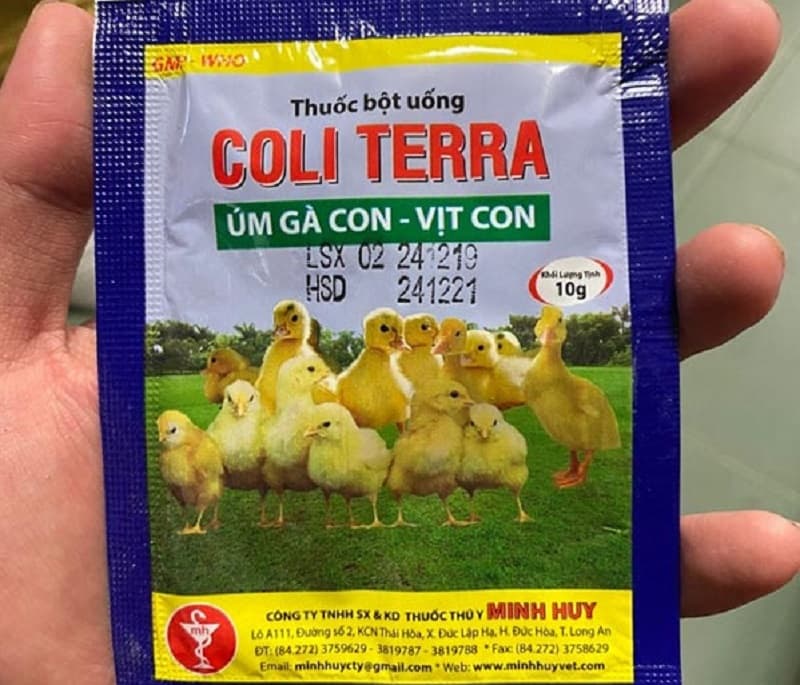 GMP - WHO
Thuốc bột uống
COLI TERRA
ÚM GÀ CON - VỊT CON
LSX 02 241219
HSD 241221
Khối Lượng Tịnh
10g
CÔNG TY TNHH SX & KD THUỐC THÚ Y MINH HUY
mh
Lô A111, Đường số 2, KCN Thái Hòa, X. Đức Lập Hạ, H. Đức Hòa, T. Long An
ĐT: (84.272) 3759629 - 3819787 - 3819788 * Fax: (84.272) 3758629
Email: minhhuycty@gmail.com * Web: www.minhhuyvet.com